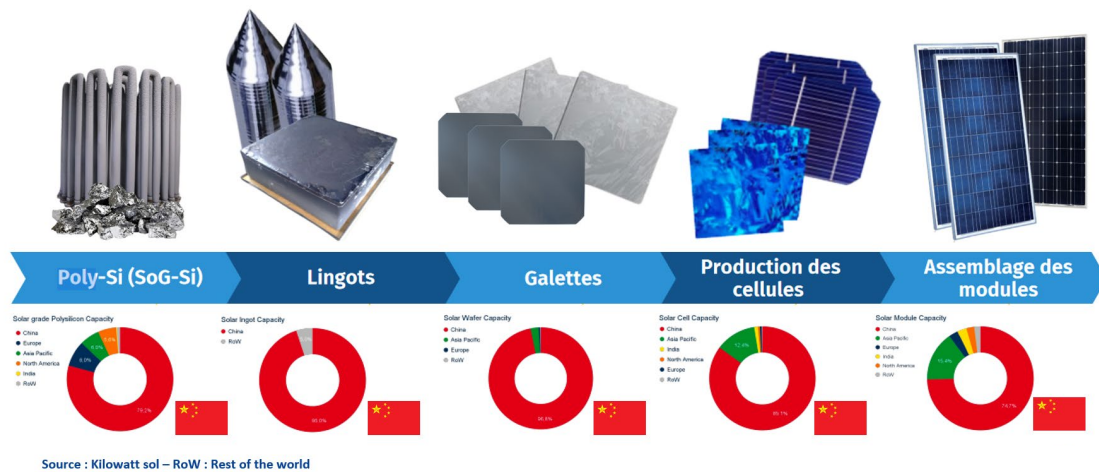 Poly-Si (SoG-Si)
Lingots
Galettes
Production des
cellules
Assemblage des
modules
Solar grade Polysilicon Capacity
China
Europe
Asia Pacific
North America
India
RoW
Solar Ingot Capacity
China
RoW
Solar Wafer Capacity
China
Asia Pacific
Europe
RoW
Solar Cell Capacity
China
Asia Pacific
India
North America
Europe
RoW
Solar Module Capacity
China
Asia Pacific
Europe
India
North America
RoW
Source : Kilowatt sol – RoW : Rest of the world